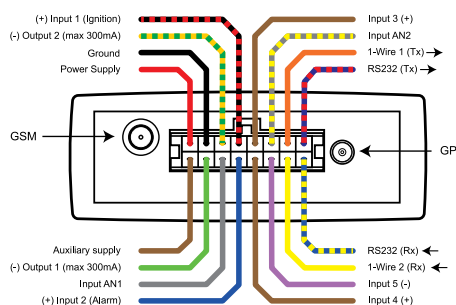 (+) Input 1 (Ignition)
(-) Output 2 (max 300mA)
Ground
Power Supply
Input 3 (+)
Input AN2
1-Wire 1 (Tx)
RS232 (Tx)
GSM
GP
Auxiliary supply
(-) Output 1 (max 300mA)
Input AN1
(+) Input 2 (Alarm)
RS232 (Rx)
1-Wire 2 (Rx)
Input 5 (-)
Input 4 (+)